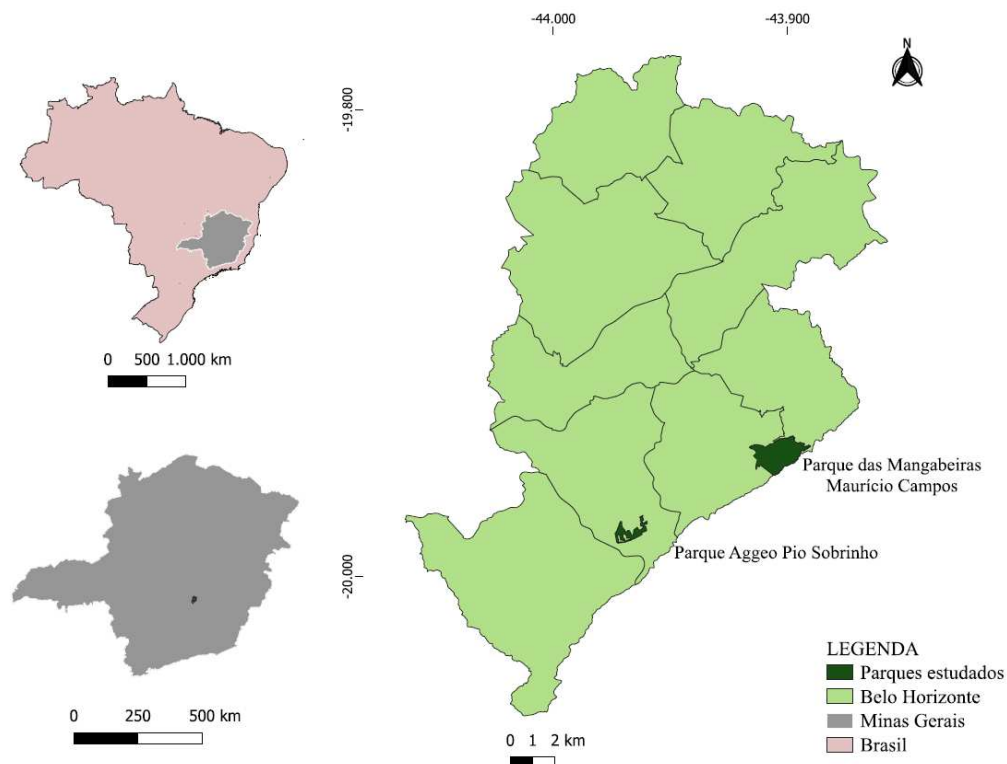 -44.000
-43.900
N
-19.800
0 500 1.000 km
Parque das Mangabeiras
Maurício Campos
Parque Aggeo Pio Sobrinho
-20.000
LEGENDA
Parques estudados
Belo Horizonte
Minas Gerais
Brasil
0 250 500 km
0 1 2 km